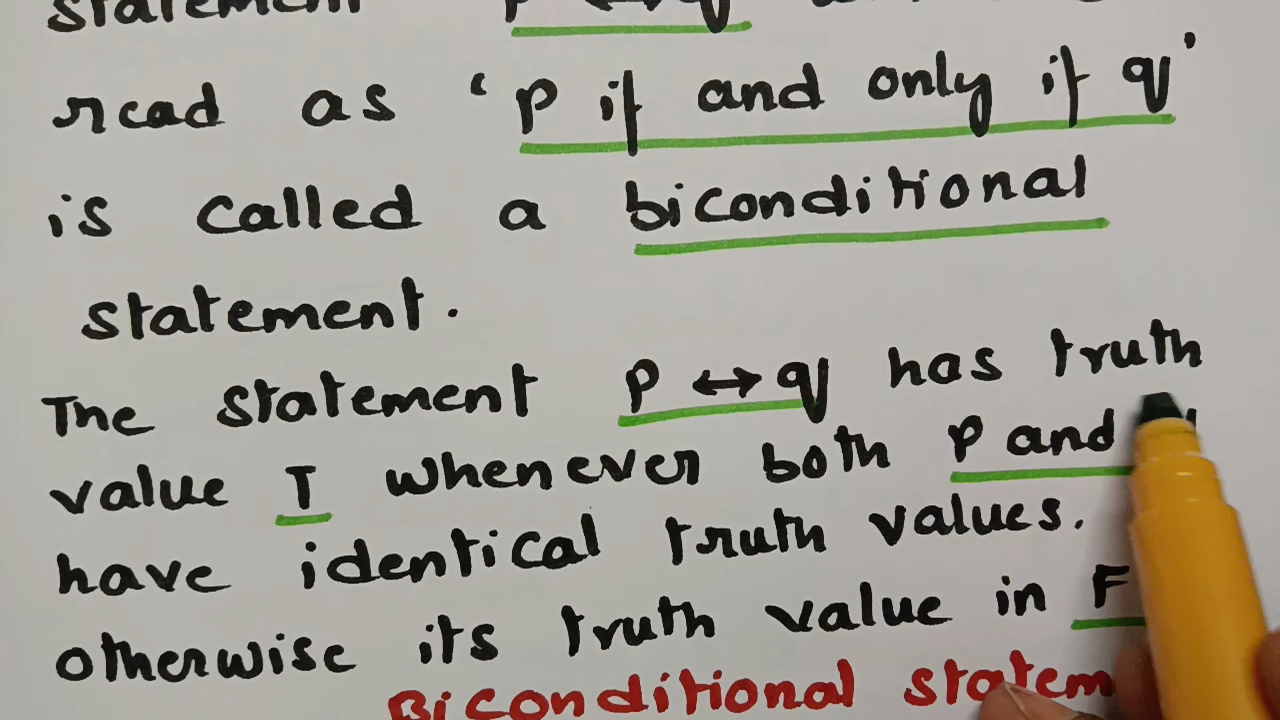 statement P ↔ q
read as ‘P if and only if q’
is called a biconditional
statement.
The statement P ↔ q has truth
value T whenever both P and
have identical truth values.
otherwise its truth value in F
Biconditional statem